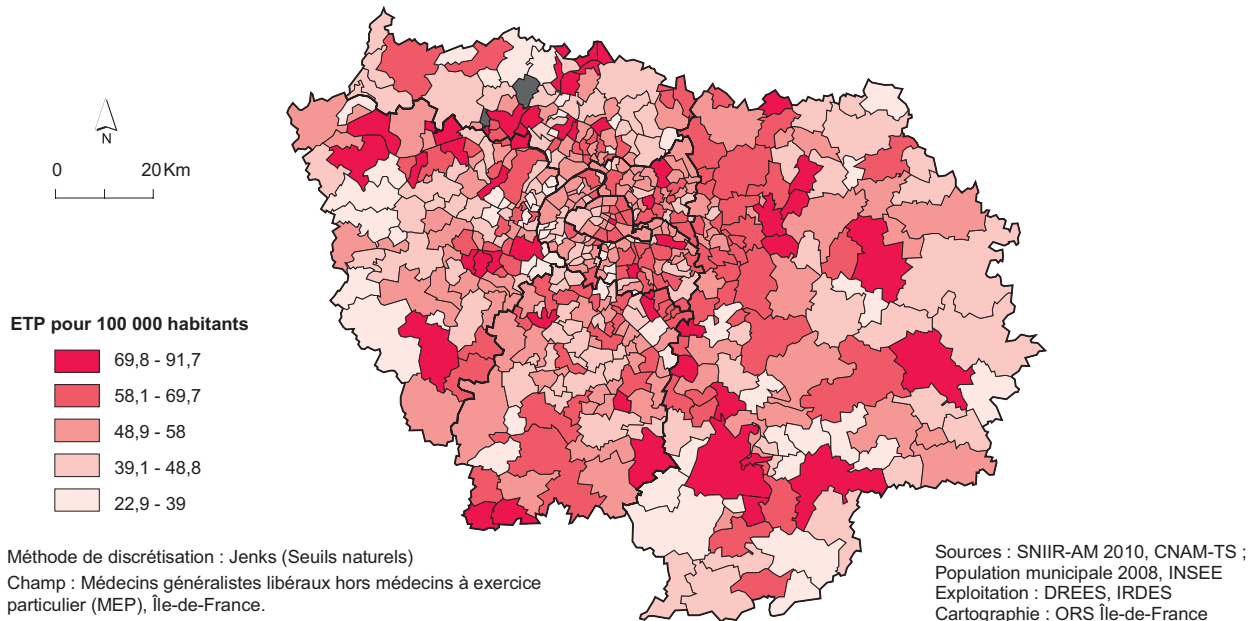 N
0 20 Km
ETP pour 100 000 habitants
69,8 - 91,7
58,1 - 69,7
48,9 - 58
39,1 - 48,8
22,9 - 39
Méthode de discrétisation : Jenks (Seuils naturels)
Champ : Médecins généralistes libéraux hors médecins à exercice
particulier (MEP), Île-de-France.
Sources : SNIIR-AM 2010, CNAM-TS ;
Population municipale 2008, INSEE
Exploitation : DREES, IRDES
Cartographie : ORS Île-de-France